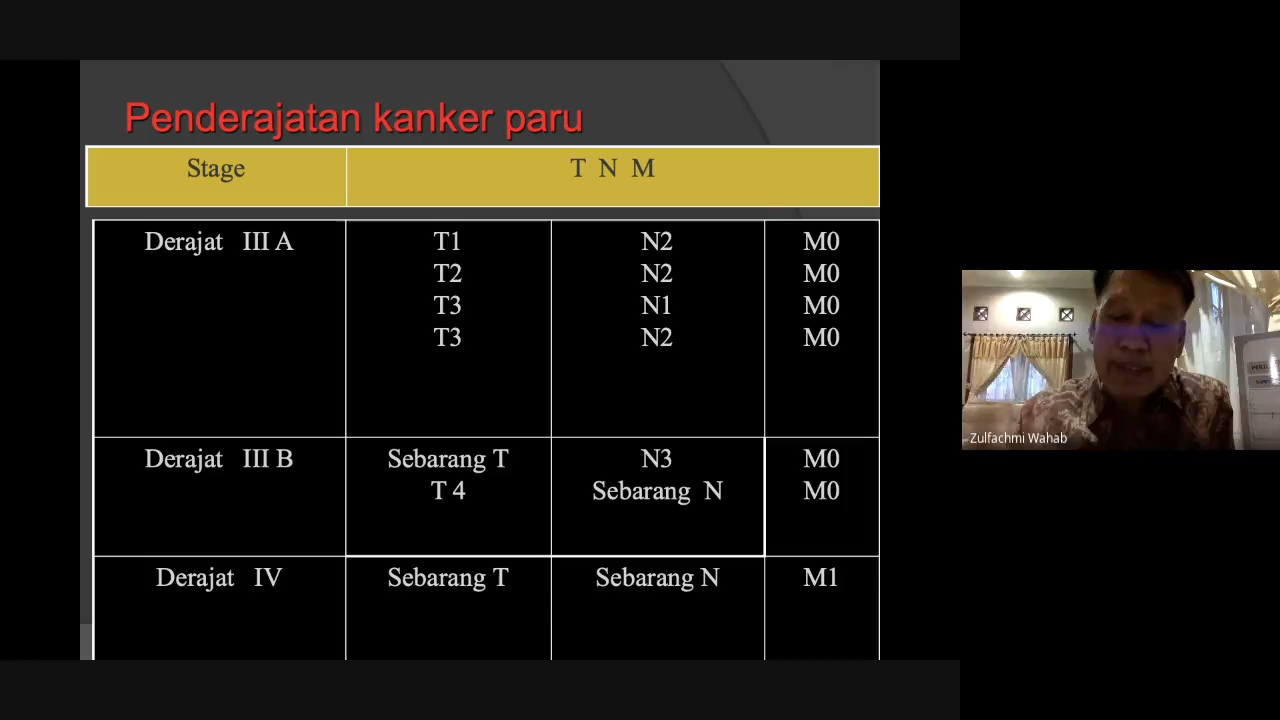 Penderajatan kanker paru
Stage T N M
Derajat III A T1 N2 M0
T2 N2 M0
T3 N1 M0
T3 N2 M0
Derajat III B Sebarang T N3 M0
T 4 Sebarang N M0
Derajat IV Sebarang T Sebarang N M1
Zulfachmi Wahab